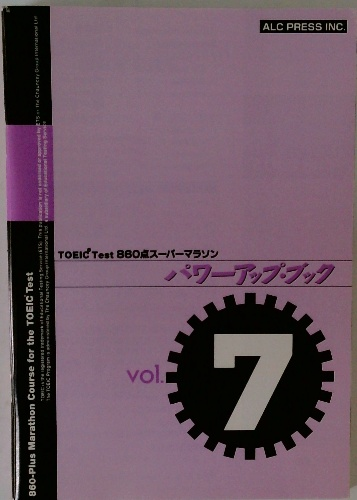 ALC PRESS INC.
TOEIC® Test 860点スーパーマラソン
パワーアップ・ブック
vol.
7
860-Plus Marathon Course for the TOEIC® Test